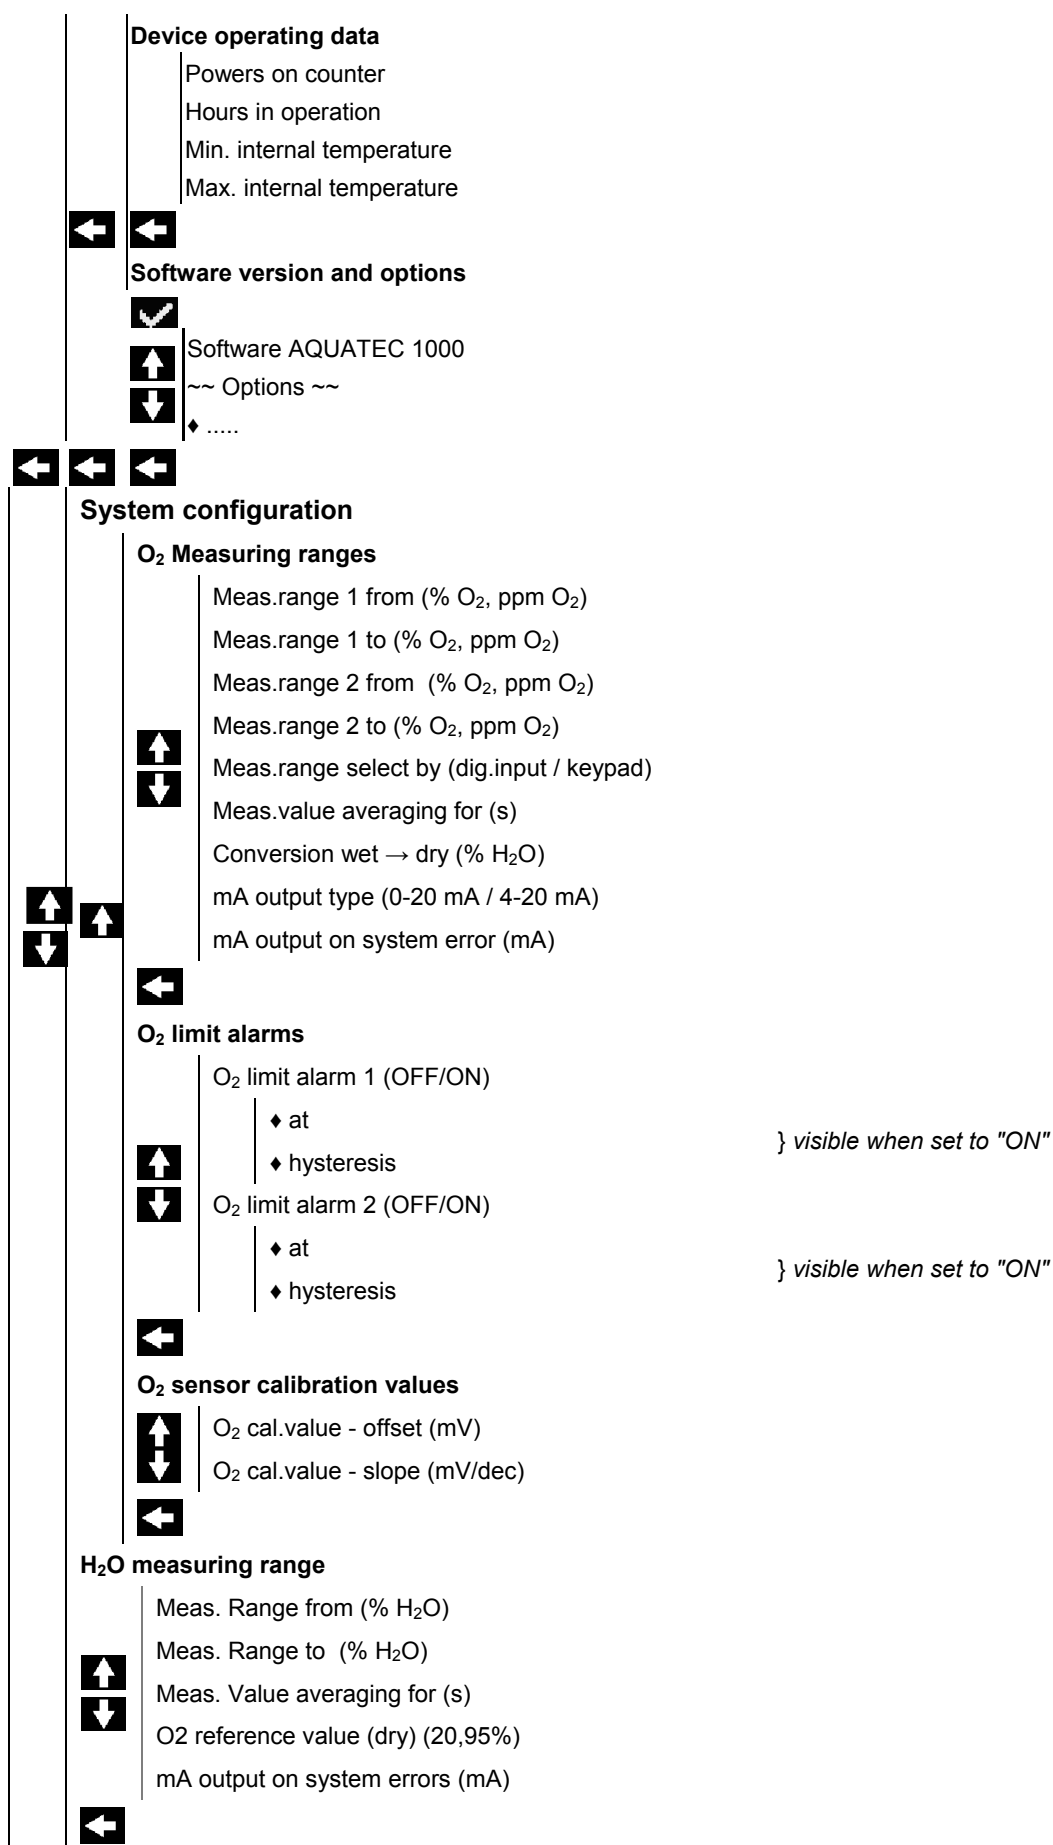 Device operating data
Powers on counter
Hours in operation
Min. internal temperature
Max. internal temperature
Software version and options
Software AQUATEC 1000
~~ Options ~~
♦ .....
System configuration
O₂ Measuring ranges
Meas.range 1 from (% O₂, ppm O₂)
Meas.range 1 to (% O₂, ppm O₂)
Meas.range 2 from (% O₂, ppm O₂)
Meas.range 2 to (% O₂, ppm O₂)
Meas.range select by (dig.input / keypad)
Meas.value averaging for (s)
Conversion wet → dry (% H₂O)
mA output type (0-20 mA / 4-20 mA)
mA output on system error (mA)
O₂ limit alarms
O₂ limit alarm 1 (OFF/ON)
♦ at
} visible when set to "ON"
♦ hysteresis
O₂ limit alarm 2 (OFF/ON)
♦ at
} visible when set to "ON"
♦ hysteresis
O₂ sensor calibration values
O₂ cal.value - offset (mV)
O₂ cal.value - slope (mV/dec)
H₂O measuring range
Meas. Range from (% H₂O)
Meas. Range to (% H₂O)
Meas. Value averaging for (s)
O2 reference value (dry) (20,95%)
mA output on system errors (mA)